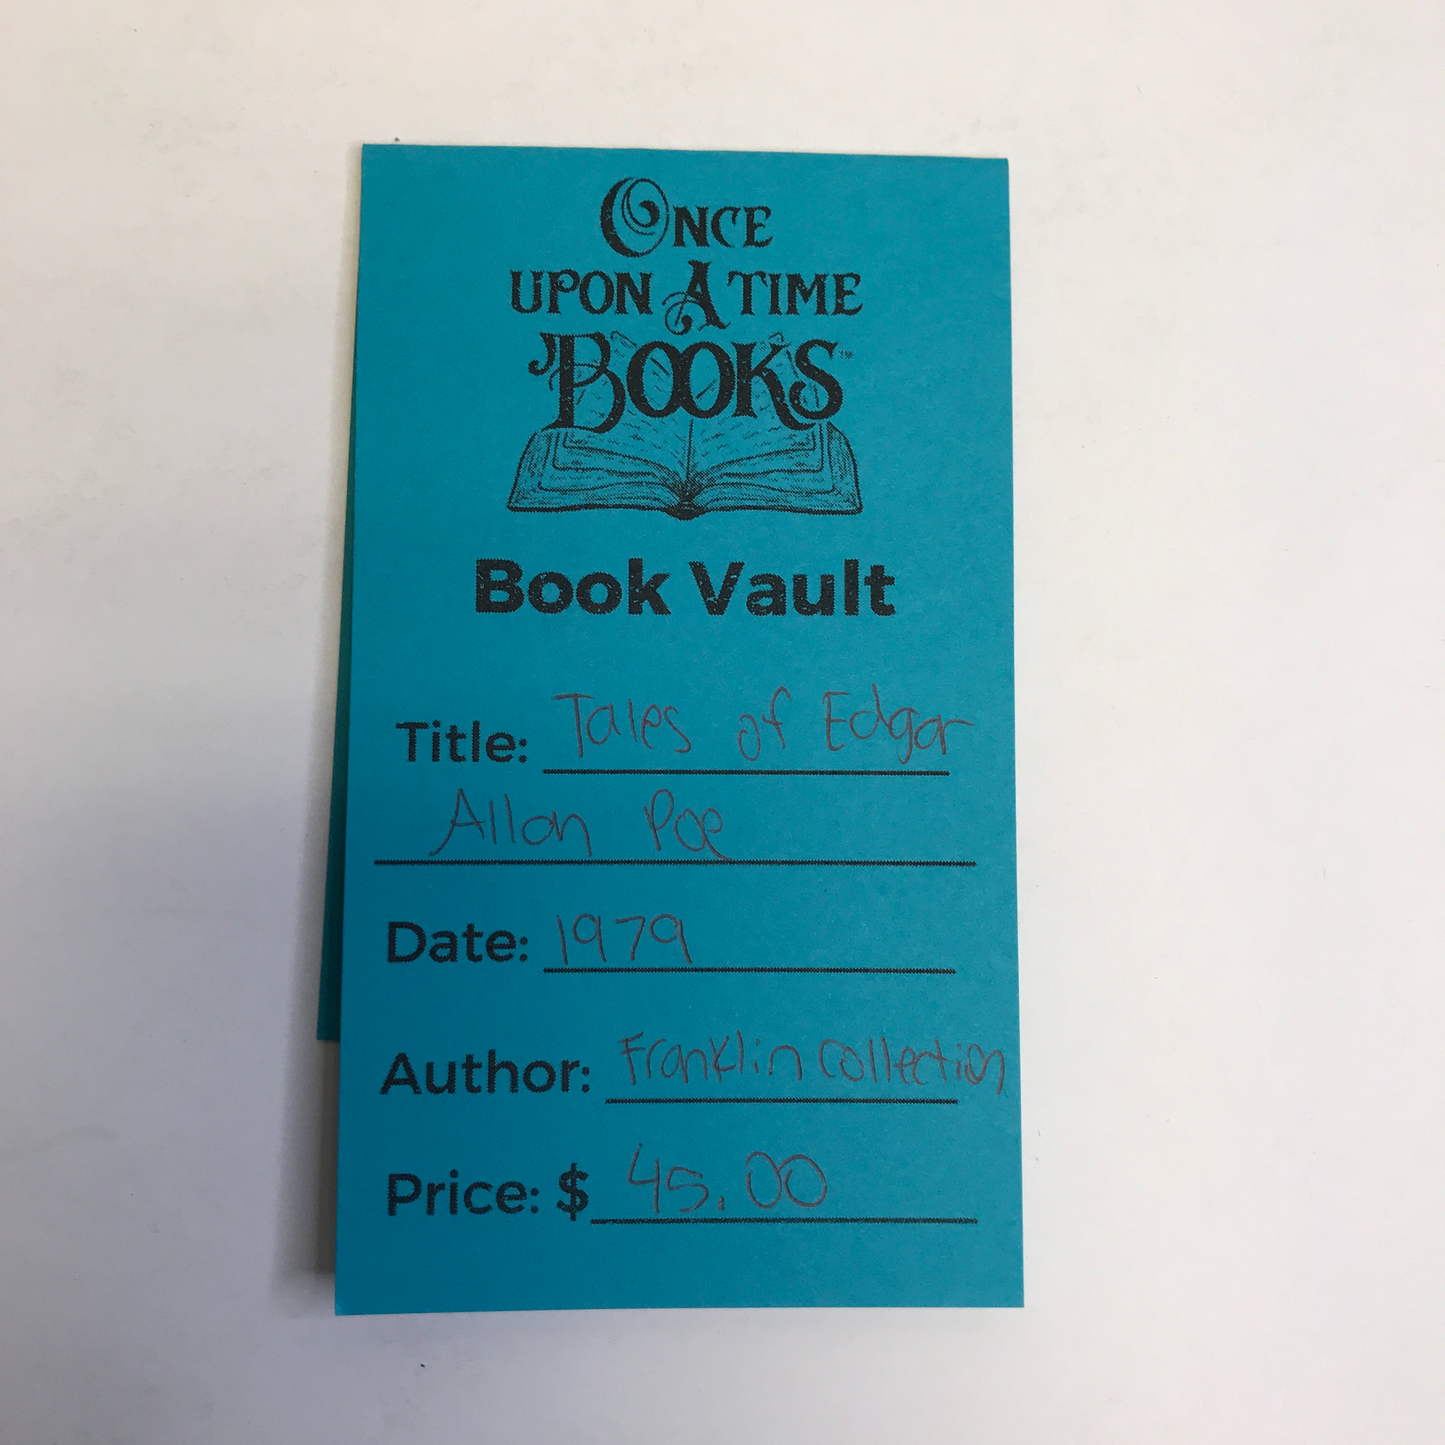 ONCE
UPON A TIME
BOOKS™
Book Vault
Title: Tales of Edgar
Allan Poe
Date: 1979
Author: Franklin Collection
Price: $ 45.00